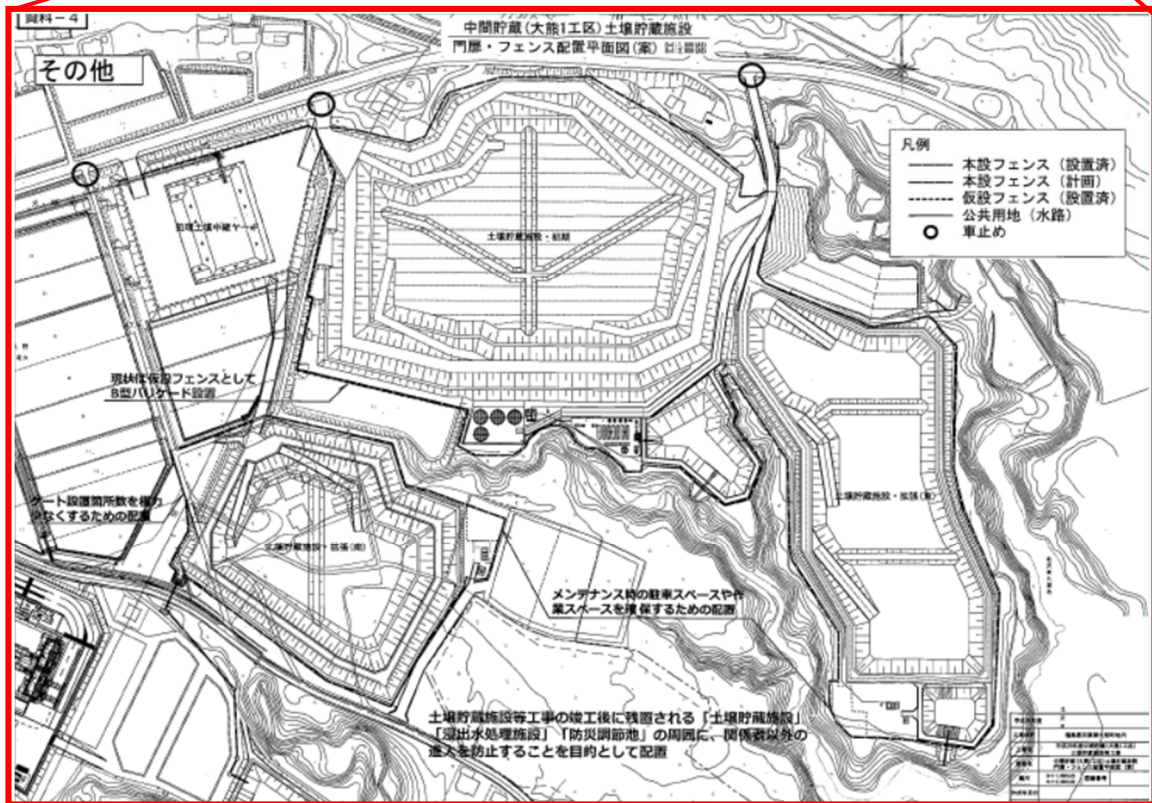 資料-4
中間貯蔵(大熊1工区)土壌貯蔵施設
門扉・フェンス配置平面図(案)
その他
凡例
本設フェンス(設置済)
本設フェンス(計画)
仮設フェンス(設置済)
公共用地(水路)
車止め
土壌貯蔵施設・初期
現状は仮設フェンスとして
B型バリケード設置
ゲート設置箇所数を極力
少なくするための配置
土壌貯蔵施設・拡張(南)
土壌貯蔵施設・拡張(東)
メンテナンス時の駐車スペースや作
業スペースを確保するための配置
土壌貯蔵施設等工事の竣工後に残置される「土壌貯蔵施設」
「浸出水処理施設」「防災調節池」の周囲に、関係者以外の
進入を防止することを目的として配置